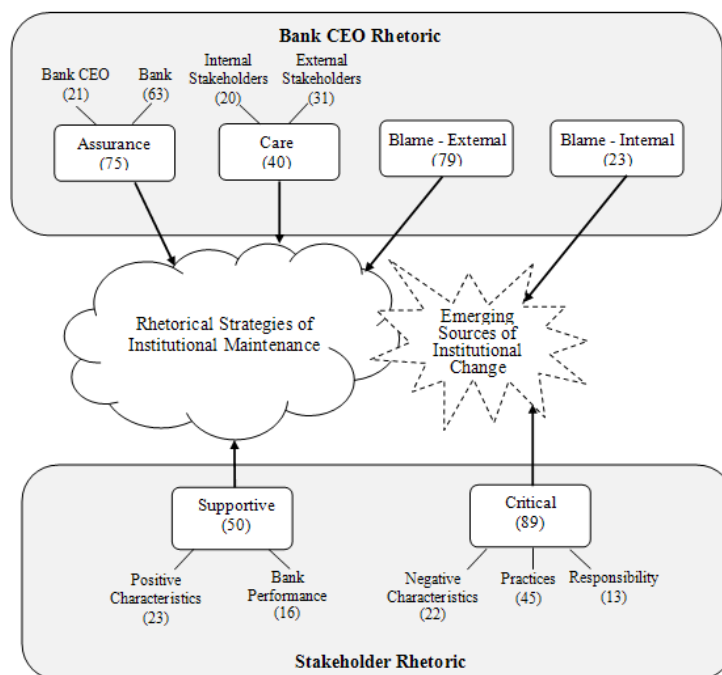 Bank CEO Rhetoric
Bank CEO
(21)
Bank
(63)
Internal
Stakeholders
(20)
External
Stakeholders
(31)
Assurance
(75)
Care
(40)
Blame - External
(79)
Blame - Internal
(23)
Rhetorical Strategies of
Institutional Maintenance
Emerging
Sources of
Institutional
Change
Supportive
(50)
Critical
(89)
Positive
Characteristics
(23)
Bank
Performance
(16)
Negative
Characteristics
(22)
Practices
(45)
Responsibility
(13)
Stakeholder Rhetoric